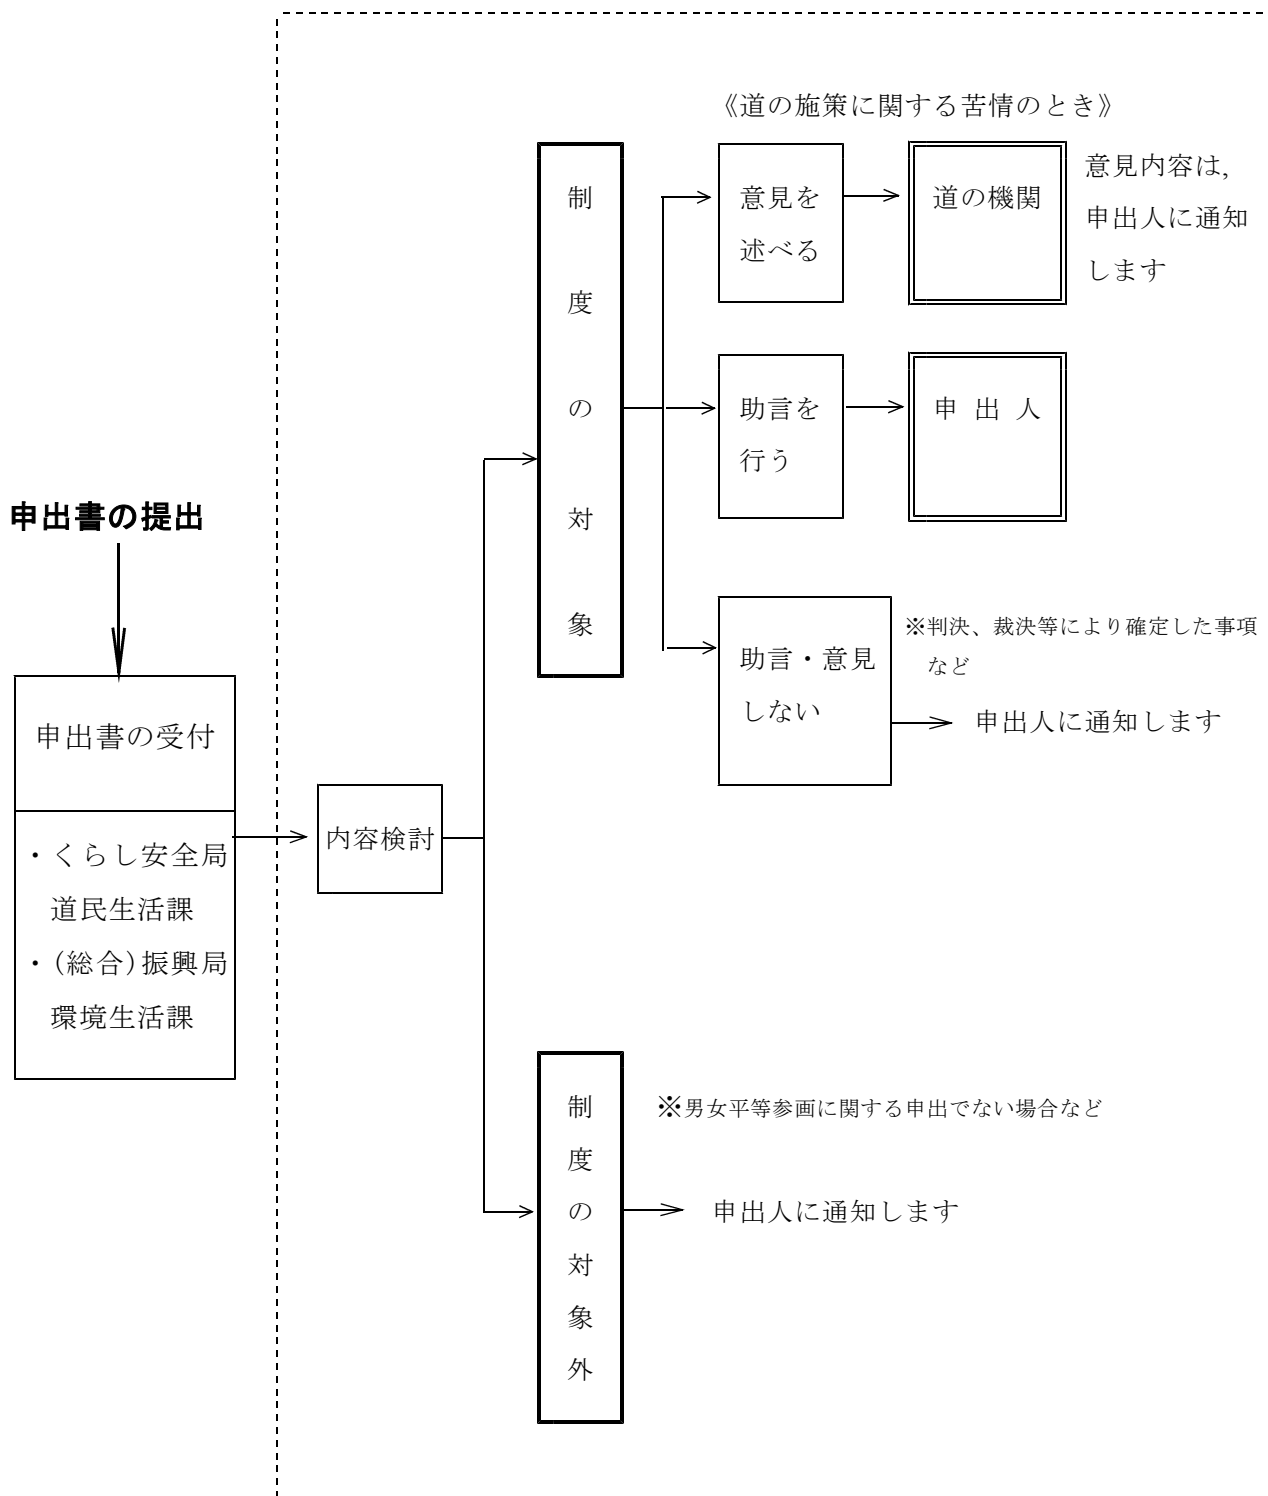 申出書の提出
申出書の受付
・くらし安全局
道民生活課
・(総合)振興局
環境生活課
内容検討
制度の対象
《道の施策に関する苦情のとき》
意見を
述べる
道の機関
意見内容は,
申出人に通知
します
助言を
行う
申 出 人
助言・意見
しない
※判決、裁決等により確定した事項
など
申出人に通知します
制度の対象外
※男女平等参画に関する申出でない場合など
申出人に通知します